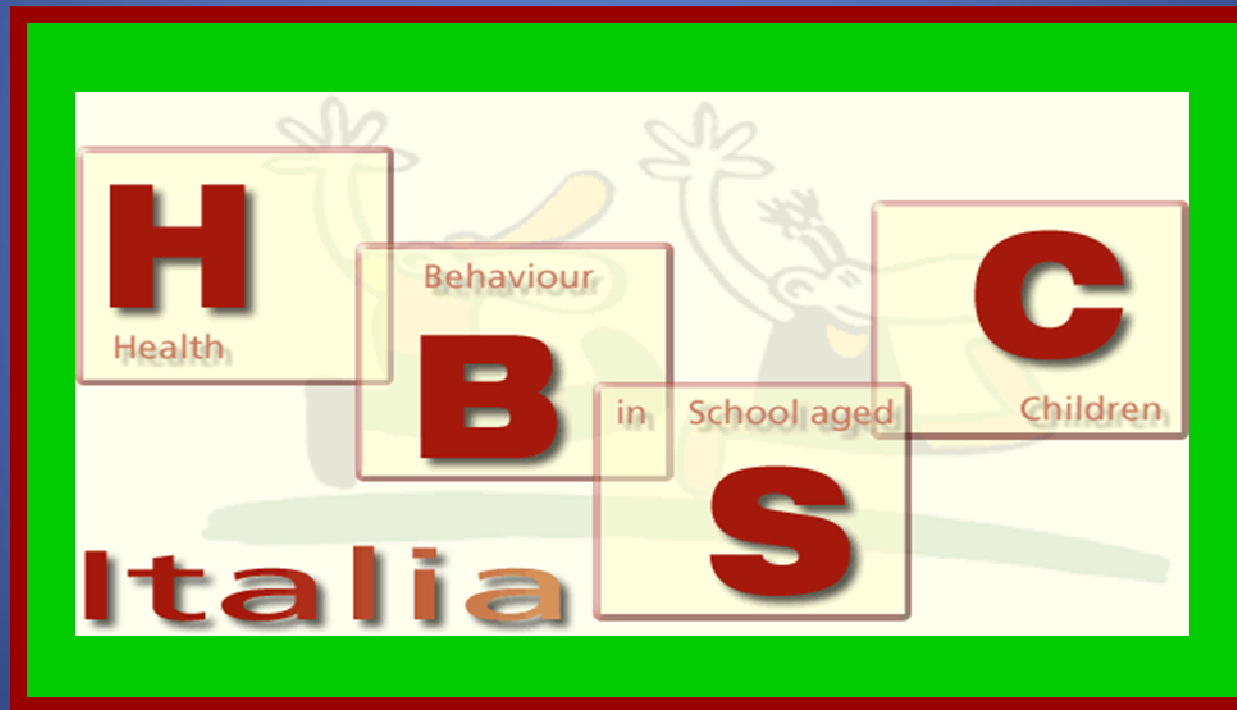 H
Health
Behaviour
B
in School aged
S
C
Children
Italia